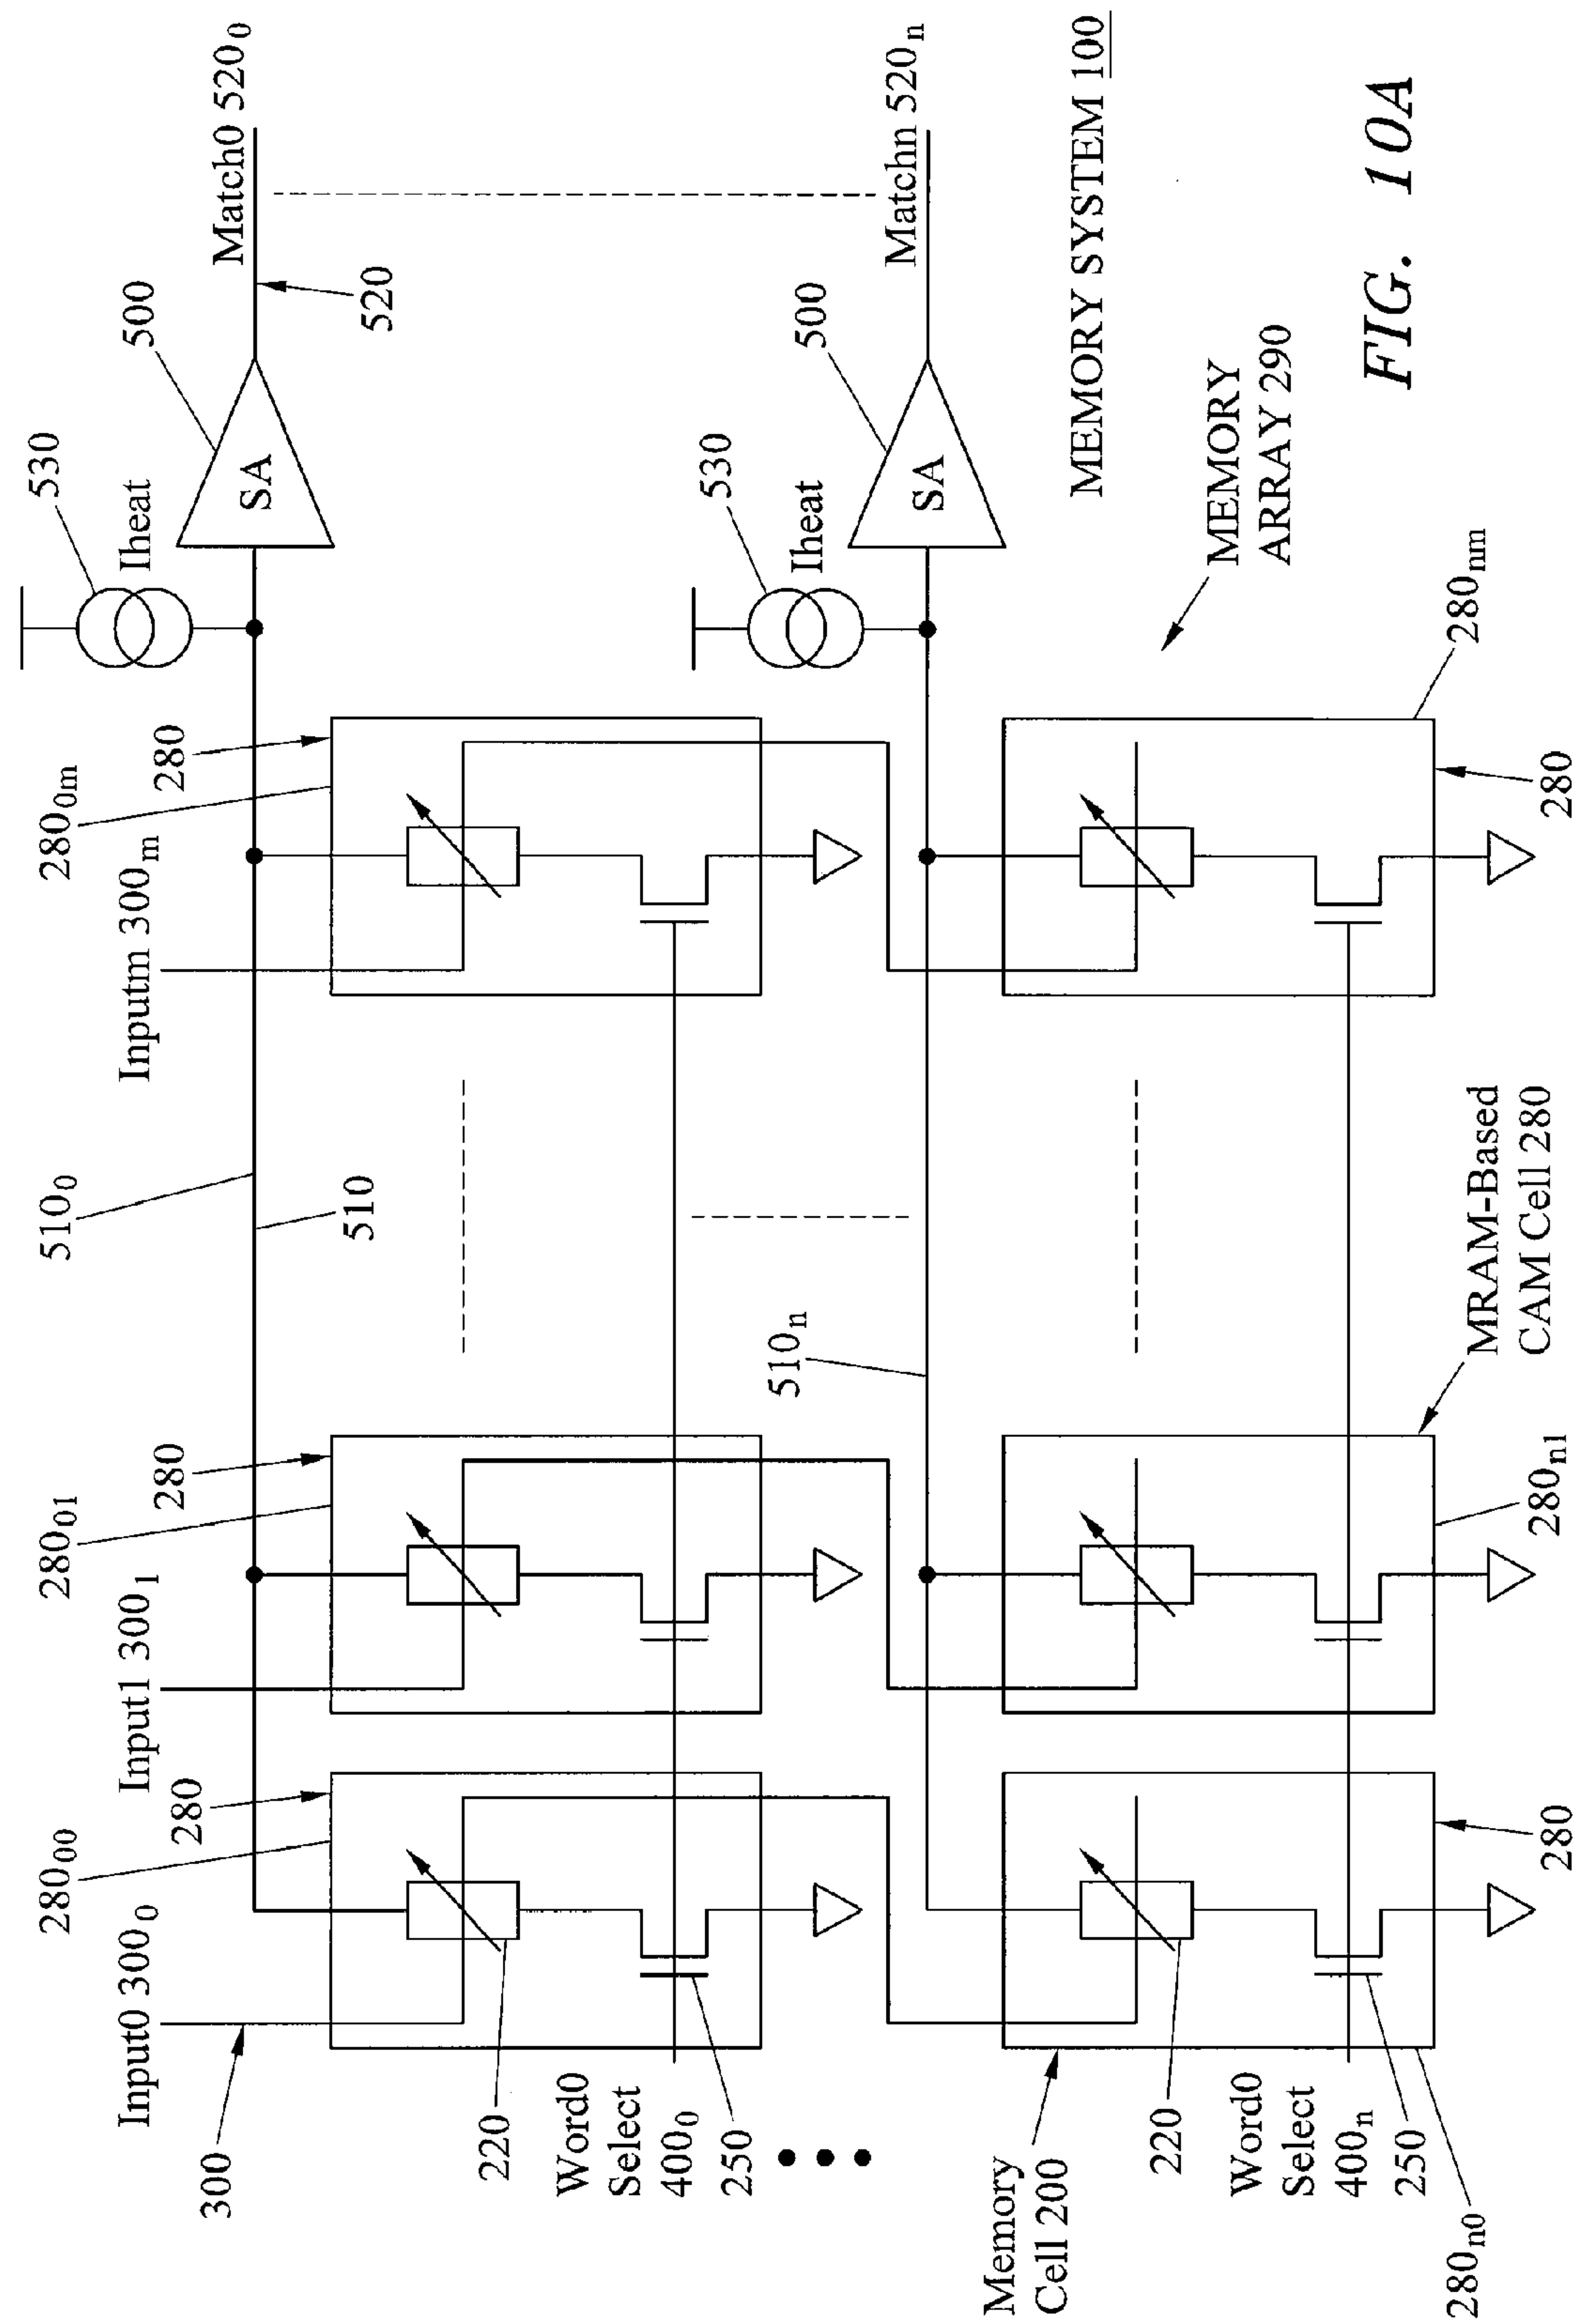 530
Iheat
500
SA
Match0 520₀
520
280₀ₘ
280
Inputm 300ₘ
510₀
510
280₀₁
280
Input1 300₁
280₀₀
280
Input0 300₀
300
220
Word0
Select
400₀
250
530
Iheat
500
SA
Matchn 520ₙ
510ₙ
Memory
Cell 200
220
Word0
Select
400ₙ
250
280ₙ₀
280
280ₙ₁
MRAM-Based
CAM Cell 280
280
280ₙₘ
MEMORY
ARRAY 290
MEMORY SYSTEM 100
FIG. 10A